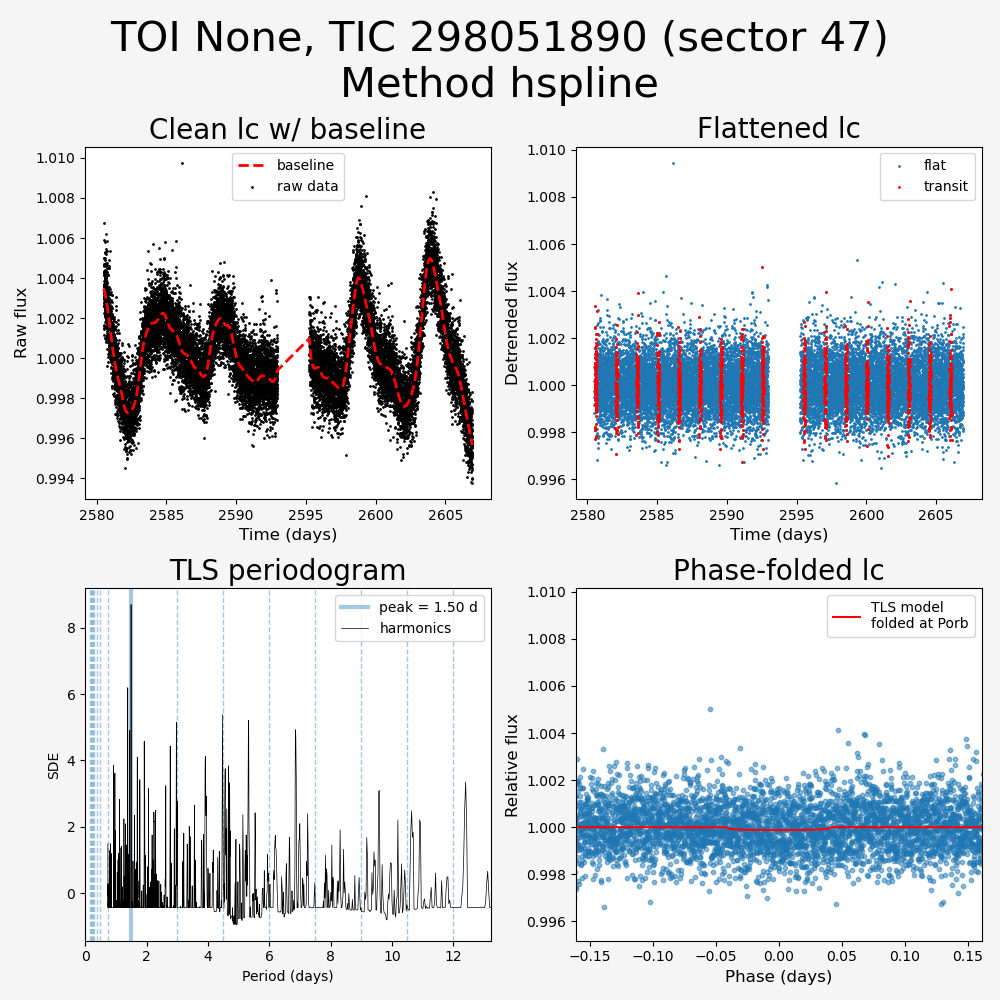 TOI None, TIC 298051890 (sector 47)
Method hspline
Clean lc w/ baseline
Flattened lc
1.010
1.008
1.006
1.004
1.002
1.000
0.998
0.996
0.994
Raw flux
baseline
raw data
2580
2585
2590
2595
2600
2605
Time (days)
1.010
1.008
1.006
1.004
1.002
1.000
0.998
0.996
Detrended flux
flat
transit
2580
2585
2590
2595
2600
2605
Time (days)
TLS periodogram
Phase-folded lc
8
6
4
2
0
SDE
peak = 1.50 d
harmonics
0
2
4
6
8
10
12
Period (days)
1.010
1.008
1.006
1.004
1.002
1.000
0.998
0.996
Relative flux
TLS model
folded at Porb
−0.15
−0.10
−0.05
0.00
0.05
0.10
0.15
Phase (days)